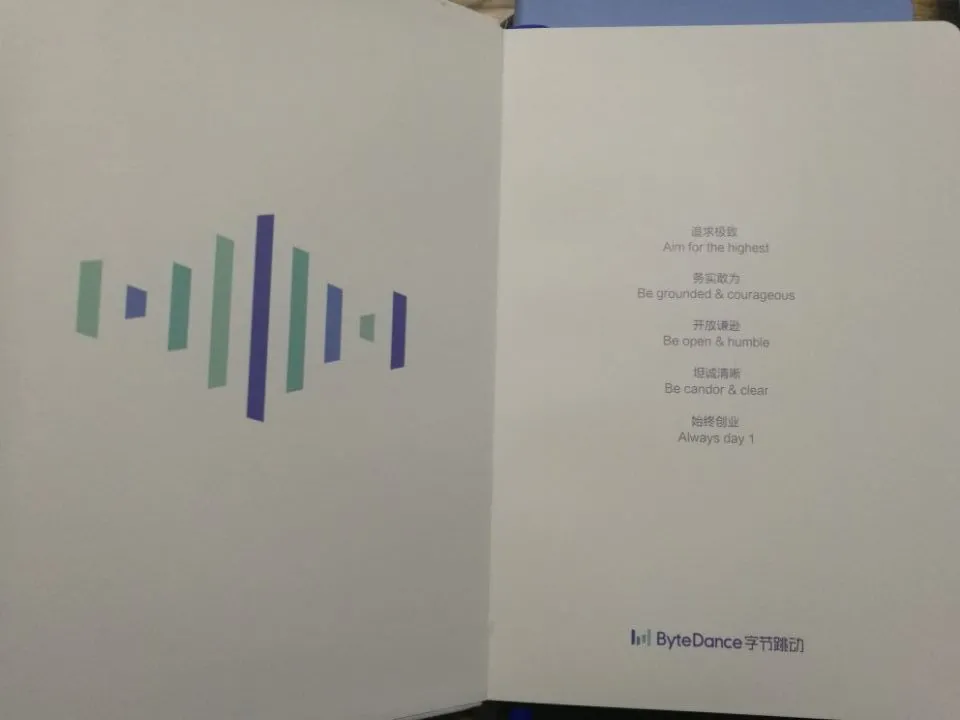 追求极致
Aim for the highest
务实敢为
Be grounded & courageous
开放谦逊
Be open & humble
坦诚清晰
Be candor & clear
始终创业
Always day 1
ByteDance字节跳动